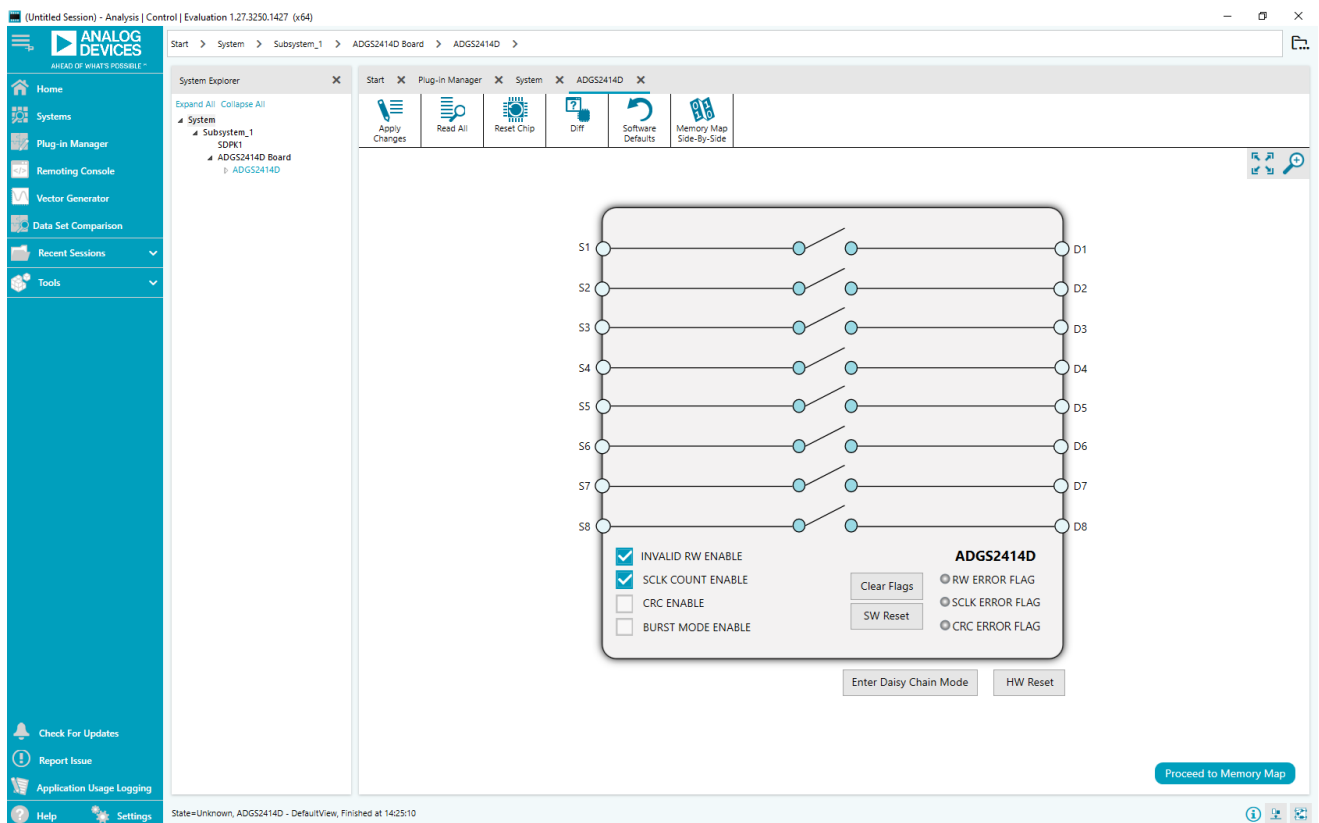 (Untitled Session) - Analysis | Control | Evaluation 1.27.3250.1427 (x64)
ANALOG
DEVICES
AHEAD OF WHAT'S POSSIBLE™
Start > System > Subsystem_1 > ADGS2414D Board > ADGS2414D >
Home
Systems
Plug-in Manager
Remoting Console
Vector Generator
Data Set Comparison
Recent Sessions
Tools
Check For Updates
Report Issue
Application Usage Logging
Help
Settings
System Explorer
Expand All Collapse All
System
Subsystem_1
SDPK1
ADGS2414D Board
ADGS2414D
Start
Plug-in Manager
System
ADGS2414D
Apply
Changes
Read All
Reset Chip
Diff
Software
Defaults
Memory Map
Side-By-Side
S1 D1
S2 D2
S3 D3
S4 D4
S5 D5
S6 D6
S7 D7
S8 D8
INVALID RW ENABLE
SCLK COUNT ENABLE
CRC ENABLE
BURST MODE ENABLE
Clear Flags
SW Reset
ADGS2414D
RW ERROR FLAG
SCLK ERROR FLAG
CRC ERROR FLAG
Enter Daisy Chain Mode
HW Reset
Proceed to Memory Map
State=Unknown, ADGS2414D - DefaultView, Finished at 14:25:10